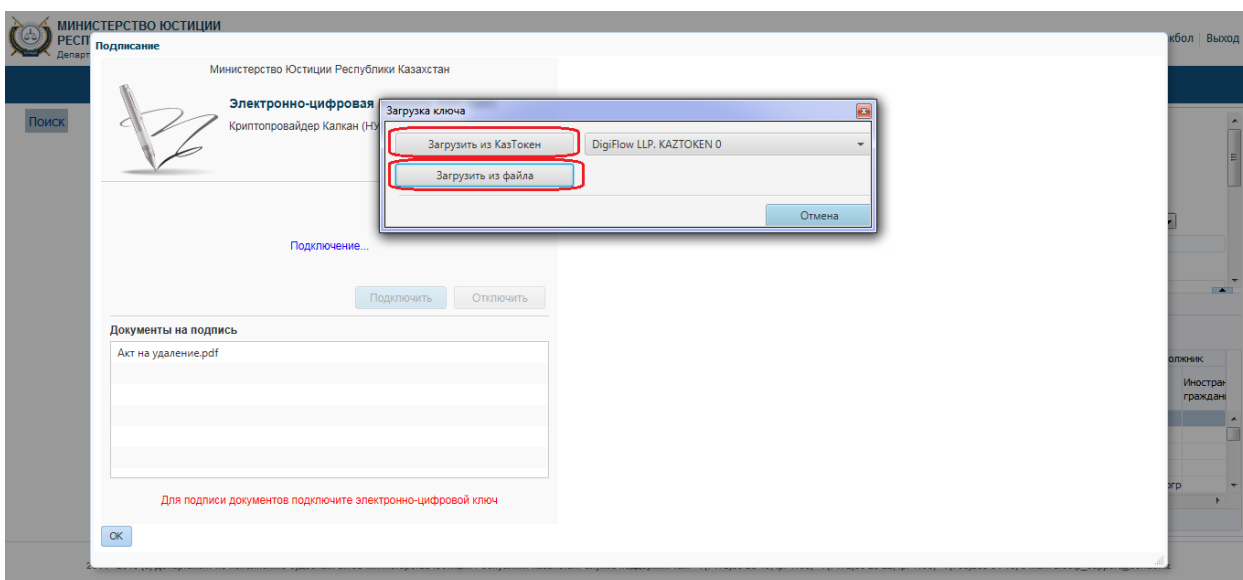 МИНИСТЕРСТВО ЮСТИЦИИ
РЕСП
Департ
кбол Выход
Подписание
Министерство Юстиции Республики Казахстан
Электронно-цифровая
Криптопровайдер Калкан (НУ
Поиск
Загрузка ключа
Загрузить из КазТокен
DigiFlow LLP. KAZTOKEN 0
Загрузить из файла
Отмена
Подключение...
Подключить
Отключить
Документы на подпись
Акт на удаление.pdf
олжник
Иностран
граждан
Для подписи документов подключите электронно-цифровой ключ
OK